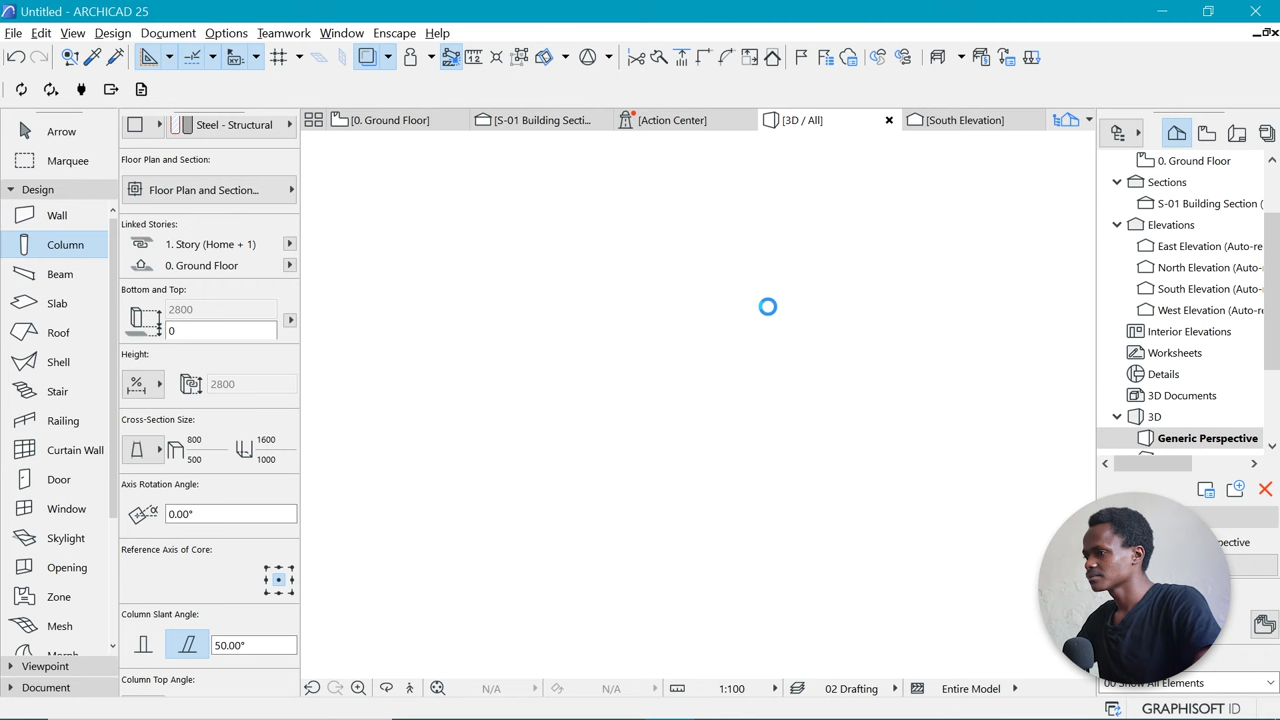 Untitled - ARCHICAD 25
File Edit View Design Document Options Teamwork Window Enscape Help
Arrow
Marquee
Design
Wall
Column
Beam
Slab
Roof
Shell
Stair
Railing
Curtain Wall
Door
Window
Skylight
Opening
Zone
Mesh
Viewpoint
Document
Steel - Structural
Floor Plan and Section:
Floor Plan and Section...
Linked Stories:
1. Story (Home + 1)
0. Ground Floor
Bottom and Top:
2800
0
Height:
2800
Cross-Section Size:
800 1600
500 1000
Axis Rotation Angle:
0.00°
Reference Axis of Core:
Column Slant Angle:
50.00°
Column Top Angle:
[0. Ground Floor] [S-01 Building Secti... [Action Center] [3D / All] [South Elevation]
N/A N/A 1:100 02 Drafting Entire Model
0. Ground Floor
Sections
S-01 Building Section (
Elevations
East Elevation (Auto-re
North Elevation (Auto-
South Elevation (Auto-
West Elevation (Auto-r
Interior Elevations
Worksheets
Details
3D Documents
3D
Generic Perspective
GRAPHISOFT ID